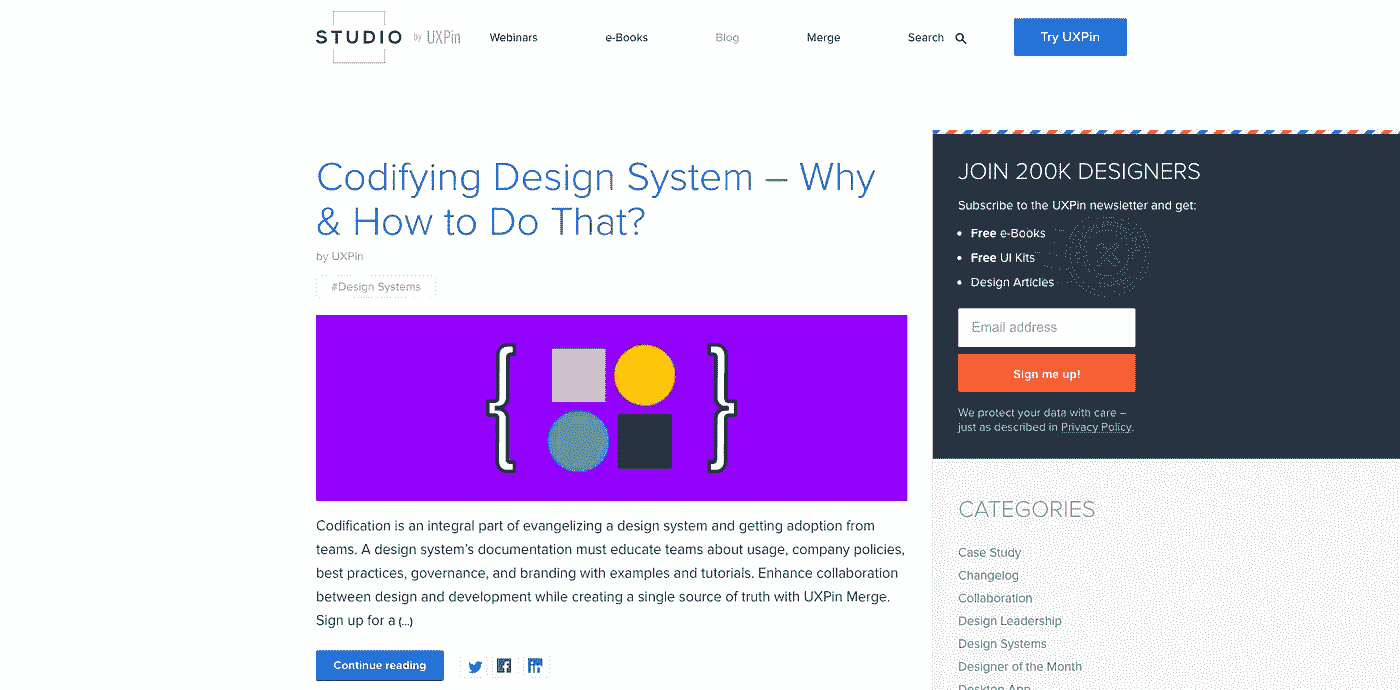 STUDIO by UXPin Webinars e-Books Blog Merge Search Try UXPin
Codifying Design System – Why
& How to Do That?
by UXPin
#Design Systems
{ }
Codification is an integral part of evangelizing a design system and getting adoption from
teams. A design system's documentation must educate teams about usage, company policies,
best practices, governance, and branding with examples and tutorials. Enhance collaboration
between design and development while creating a single source of truth with UXPin Merge.
Sign up for a (...)
Continue reading
JOIN 200K DESIGNERS
Subscribe to the UXPin newsletter and get:
• Free e-Books
• Free UI Kits
• Design Articles
Email address
Sign me up!
We protect your data with care –
just as described in Privacy Policy.
CATEGORIES
Case Study
Changelog
Collaboration
Design Leadership
Design Systems
Designer of the Month
Desktop App